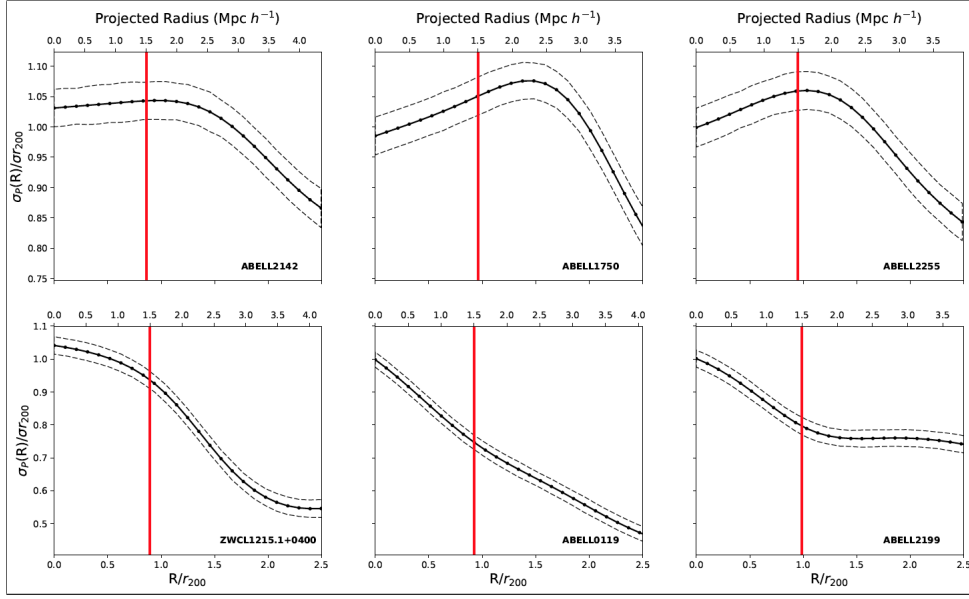 Projected Radius (Mpc h⁻¹) Projected Radius (Mpc h⁻¹) Projected Radius (Mpc h⁻¹)
0.0 0.5 1.0 1.5 2.0 2.5 3.0 3.5 4.0 0.0 0.5 1.0 1.5 2.0 2.5 3.0 3.5 0.0 0.5 1.0 1.5 2.0 2.5 3.0 3.5
1.10
1.05
1.00
0.95
0.90
0.85
0.80
0.75
σ_P(R)/σr₂₀₀
ABELL2142 ABELL1750 ABELL2255
0.0 0.5 1.0 1.5 2.0 2.5 3.0 3.5 4.0 0.0 0.5 1.0 1.5 2.0 2.5 3.0 3.5 4.0 0.0 0.5 1.0 1.5 2.0 2.5 3.0 3.5
1.1
1.0
0.9
0.8
0.7
0.6
0.5
σ_P(R)/σr₂₀₀
ZWCL1215.1+0400 ABELL0119 ABELL2199
0.0 0.5 1.0 1.5 2.0 2.5 0.0 0.5 1.0 1.5 2.0 2.5 0.0 0.5 1.0 1.5 2.0 2.5
R/r₂₀₀ R/r₂₀₀ R/r₂₀₀